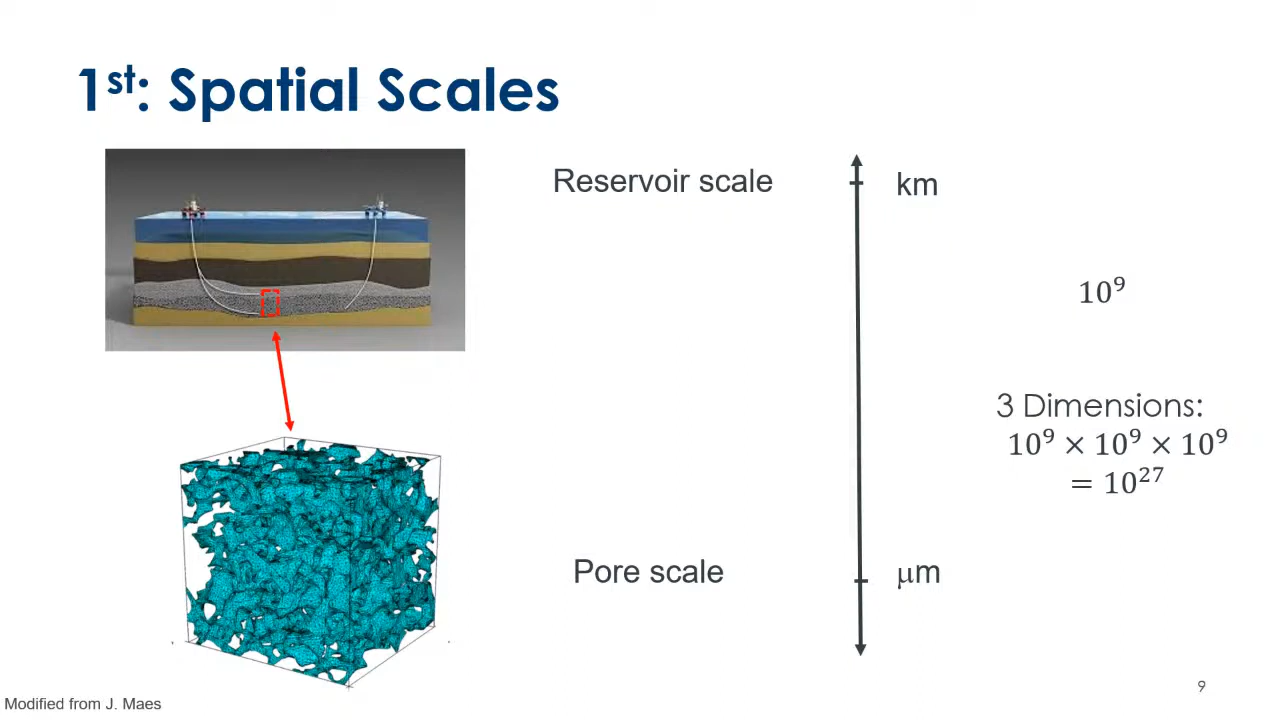 1st: Spatial Scales
Reservoir scale
km
10⁹
3 Dimensions:
10⁹ × 10⁹ × 10⁹
= 10²⁷
Pore scale
μm
9
Modified from J. Maes